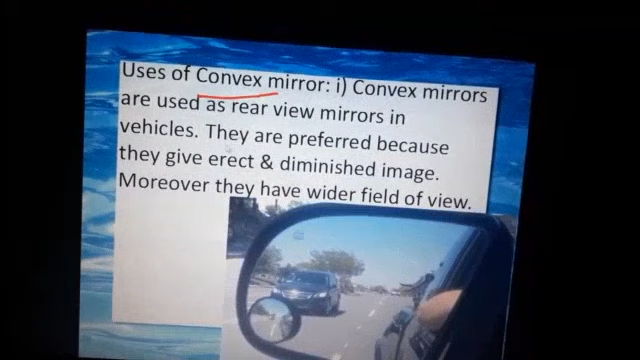 Uses of Convex mirror: i) Convex mirrors
are used as rear view mirrors in
vehicles. They are preferred because
they give erect & diminished image.
Moreover they have wider field of view.